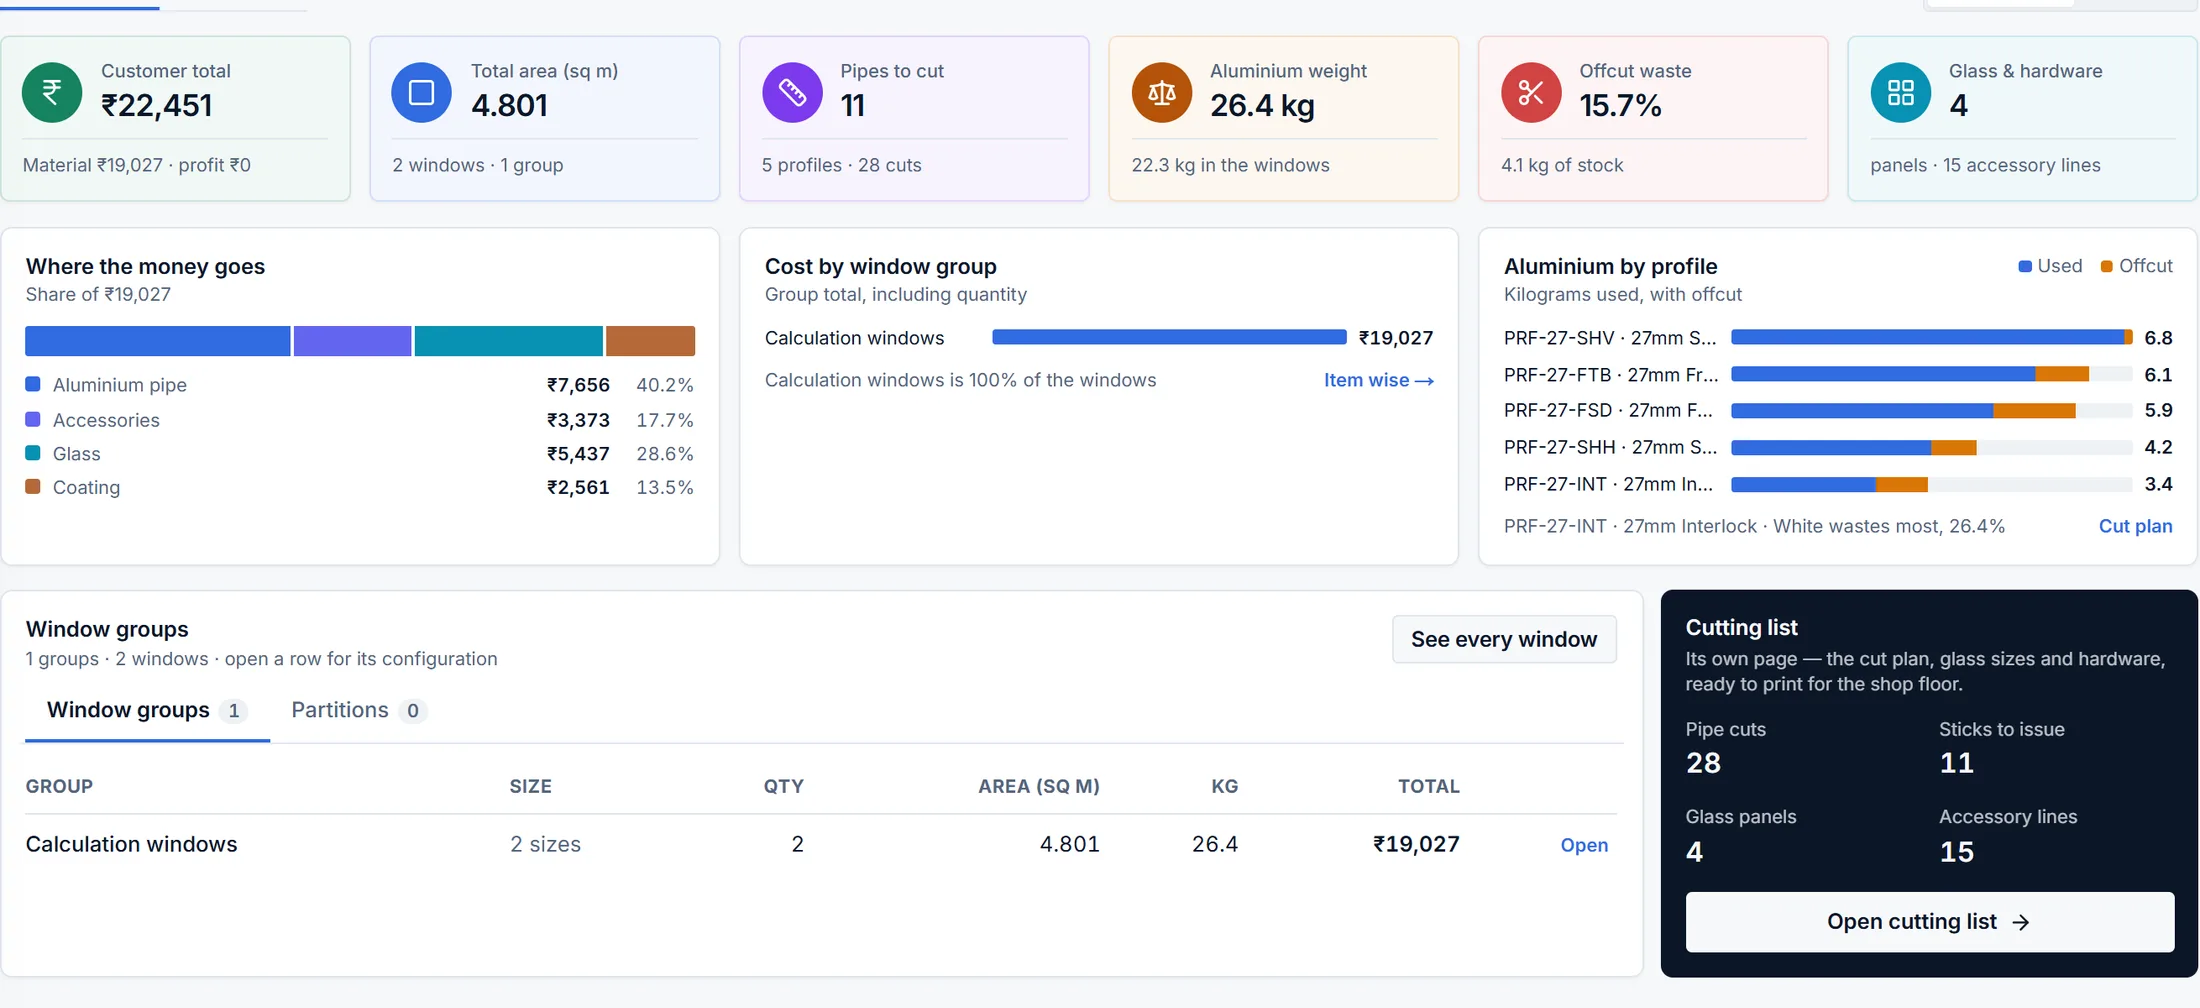 Customer total
₹22,451
Material ₹19,027 · profit ₹0
Total area (sq m)
4.801
2 windows · 1 group
Pipes to cut
11
5 profiles · 28 cuts
Aluminium weight
26.4 kg
22.3 kg in the windows
Offcut waste
15.7%
4.1 kg of stock
Glass & hardware
4
panels · 15 accessory lines
Where the money goes
Share of ₹19,027
Aluminium pipe ₹7,656 40.2%
Accessories ₹3,373 17.7%
Glass ₹5,437 28.6%
Coating ₹2,561 13.5%
Cost by window group
Group total, including quantity
Calculation windows ₹19,027
Calculation windows is 100% of the windows Item wise →
Aluminium by profile Used Offcut
Kilograms used, with offcut
PRF-27-SHV · 27mm S... 6.8
PRF-27-FTB · 27mm Fr... 6.1
PRF-27-FSD · 27mm F... 5.9
PRF-27-SHH · 27mm S... 4.2
PRF-27-INT · 27mm In... 3.4
PRF-27-INT · 27mm Interlock · White wastes most, 26.4% Cut plan
Window groups
1 groups · 2 windows · open a row for its configuration
See every window
Window groups 1 Partitions 0
GROUP SIZE QTY AREA (SQ M) KG TOTAL
Calculation windows 2 sizes 2 4.801 26.4 ₹19,027 Open
Cutting list
Its own page — the cut plan, glass sizes and hardware,
ready to print for the shop floor.
Pipe cuts Sticks to issue
28 11
Glass panels Accessory lines
4 15
Open cutting list →